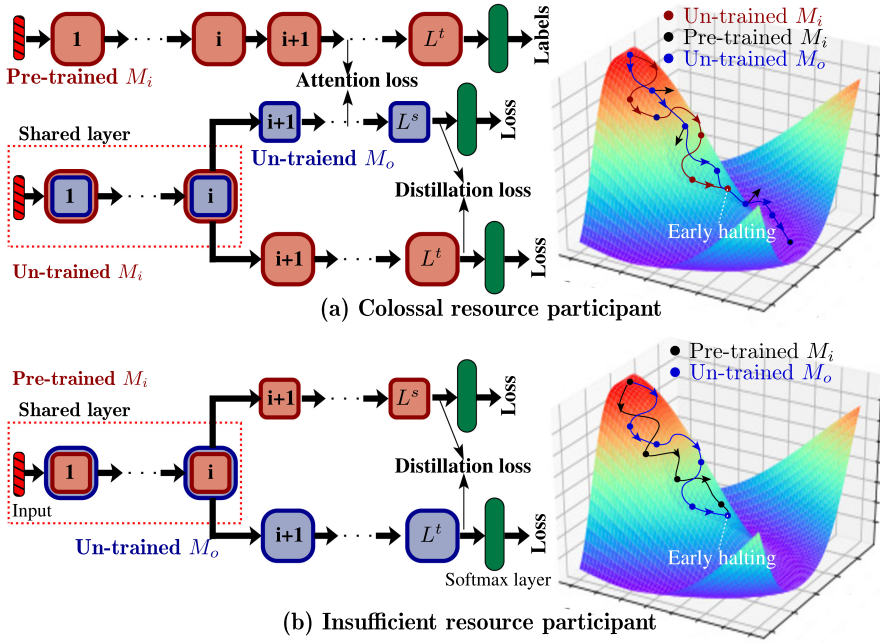 1
· · ·
i
i+1
· · ·
L^t
Labels
Pre-trained M_i
Attention loss
i+1
· · ·
L^s
Loss
Un-traiend M_o
Shared layer
1
· · ·
i
Distillation loss
Un-trained M_i
i+1
· · ·
L^t
Loss
Un-trained M_i
Pre-trained M_i
Un-trained M_o
Early halting
(a) Colossal resource participant
Pre-trained M_i
Shared layer
i+1
· · ·
L^s
Loss
1
· · ·
i
Input
Distillation loss
Un-trained M_o
i+1
· · ·
L^t
Loss
Softmax layer
Pre-trained M_i
Un-trained M_o
Early halting
(b) Insufficient resource participant